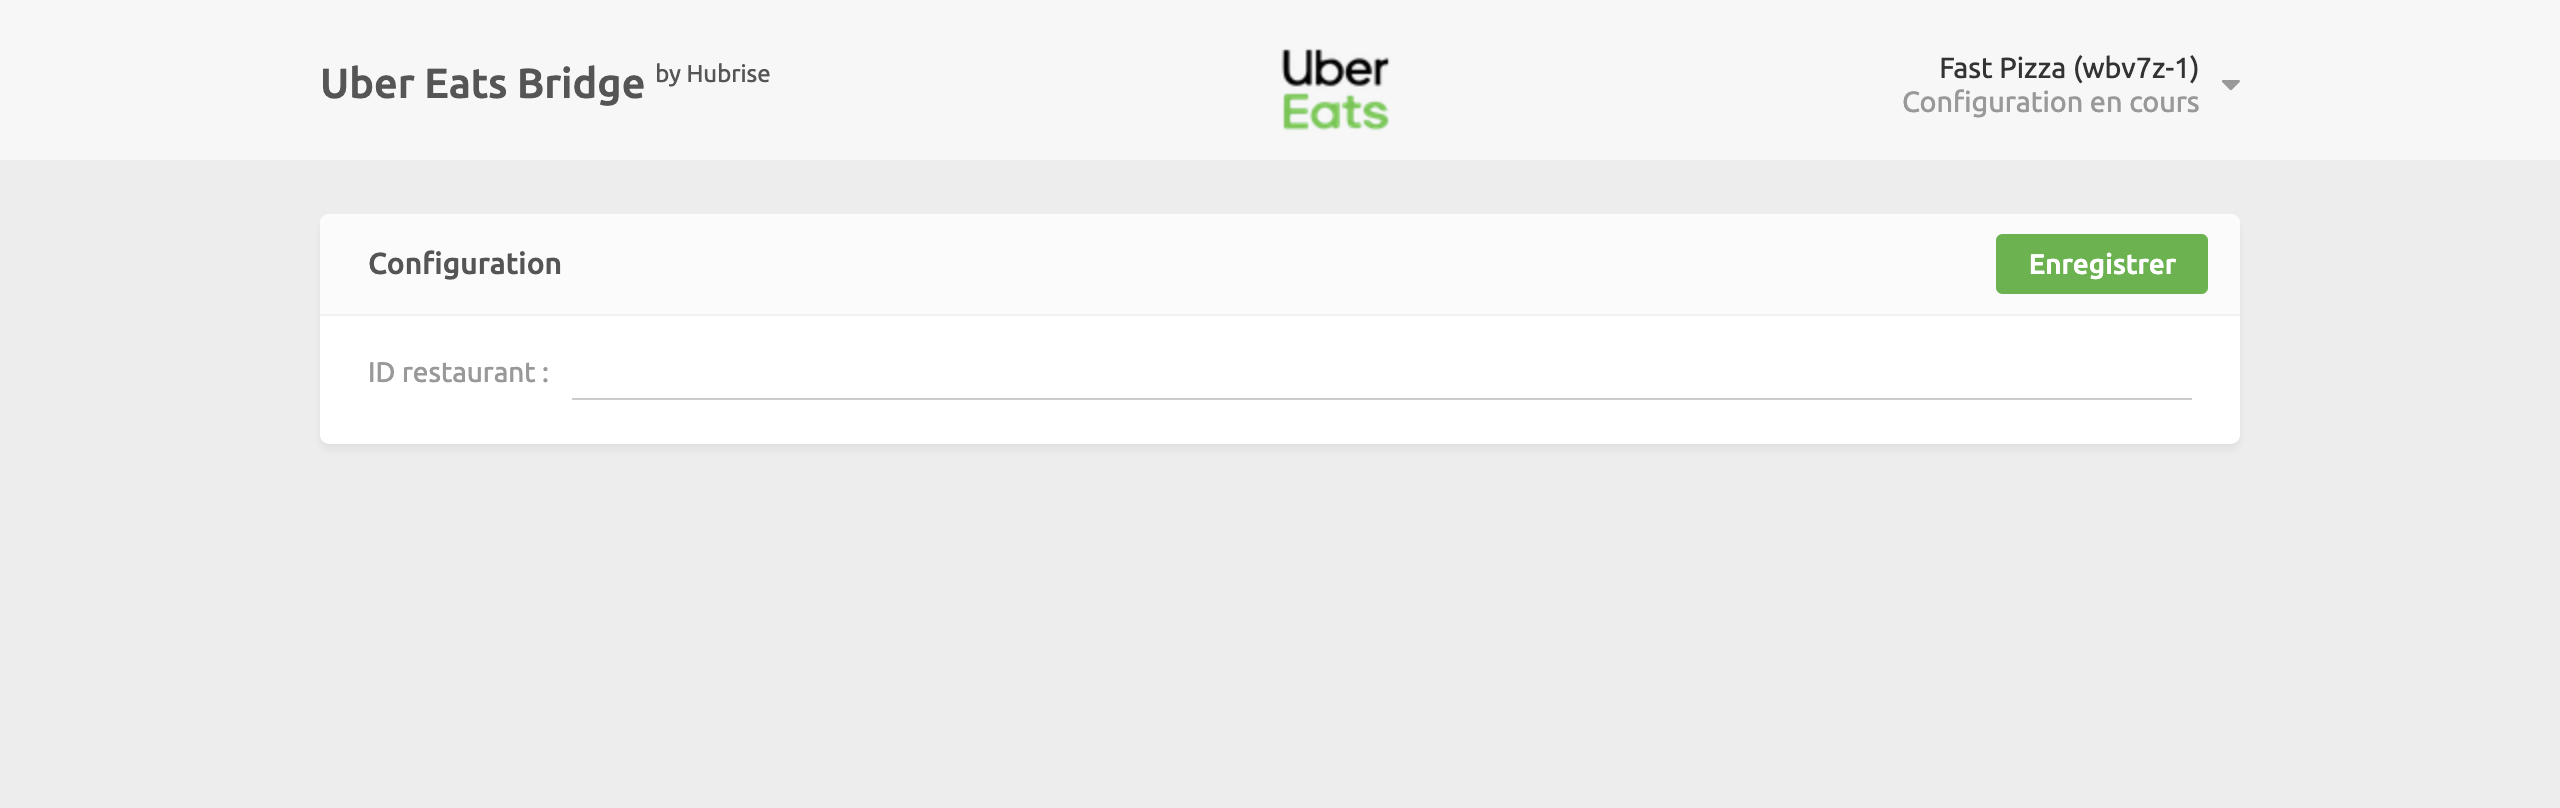 Uber Eats Bridge by Hubrise
Uber
Eats
Fast Pizza (wbv7z-1)
Configuration en cours
Configuration
Enregistrer
ID restaurant :